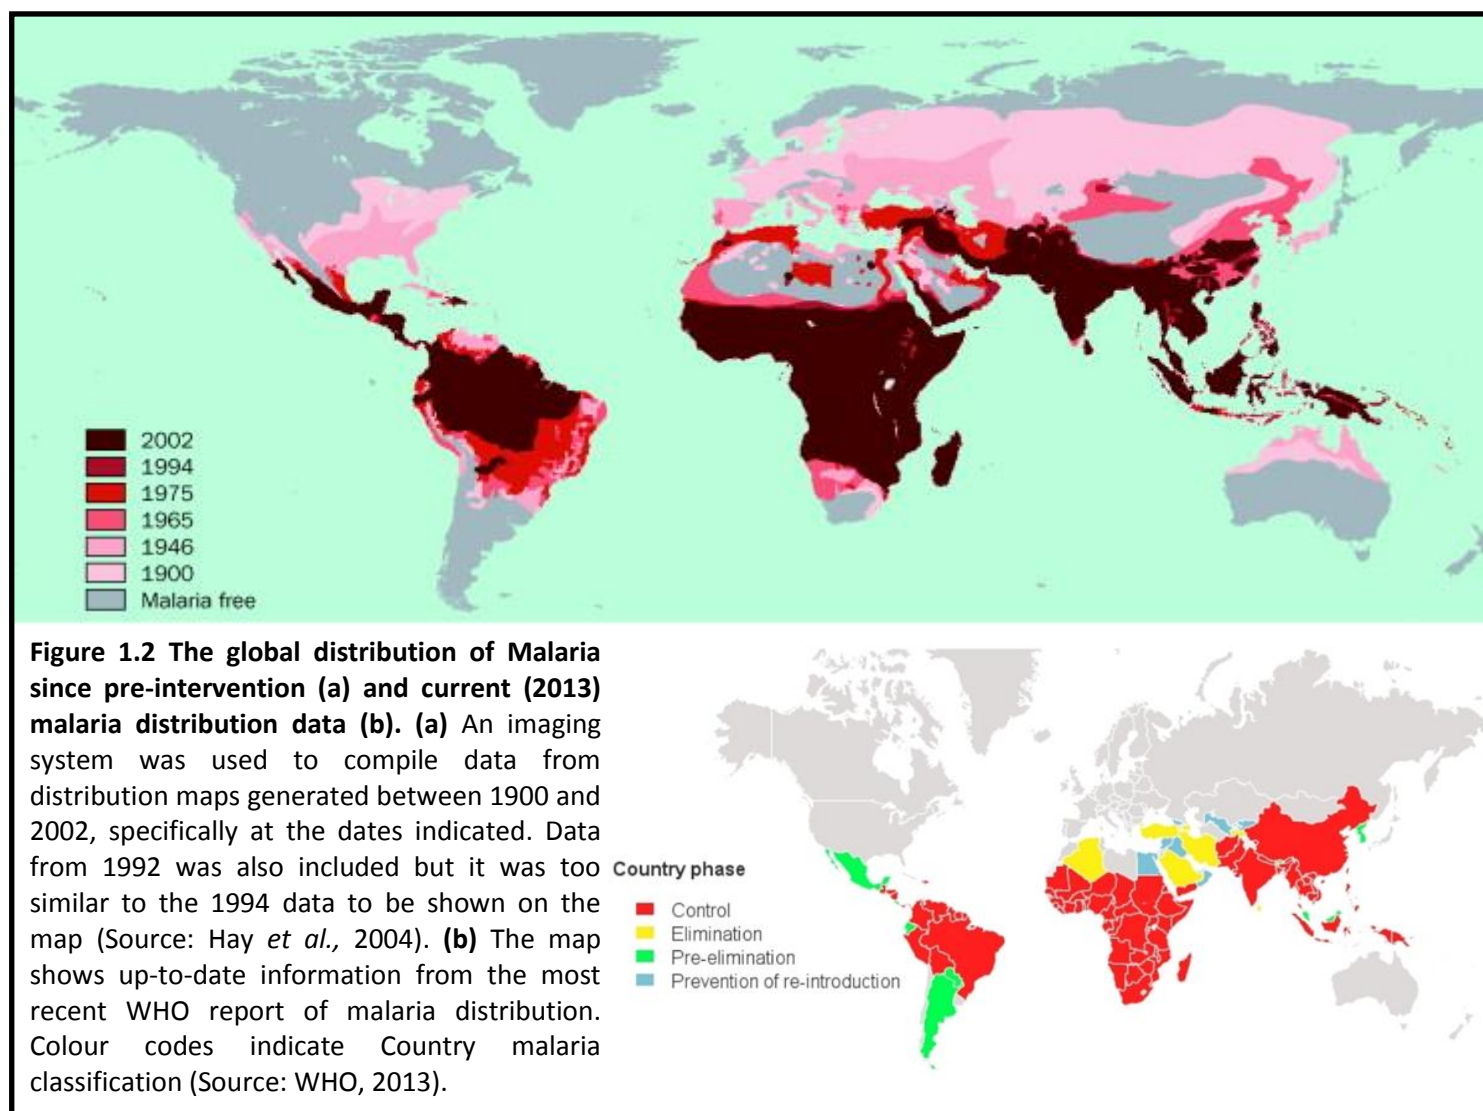 2002
1994
1975
1965
1946
1900
Malaria free
Figure 1.2 The global distribution of Malaria
since pre-intervention (a) and current (2013)
malaria distribution data (b). (a) An imaging
system was used to compile data from
distribution maps generated between 1900 and
2002, specifically at the dates indicated. Data
from 1992 was also included but it was too
similar to the 1994 data to be shown on the
map (Source: Hay et al., 2004). (b) The map
shows up-to-date information from the most
recent WHO report of malaria distribution.
Colour codes indicate Country malaria
classification (Source: WHO, 2013).
Country phase
Control
Elimination
Pre-elimination
Prevention of re-introduction